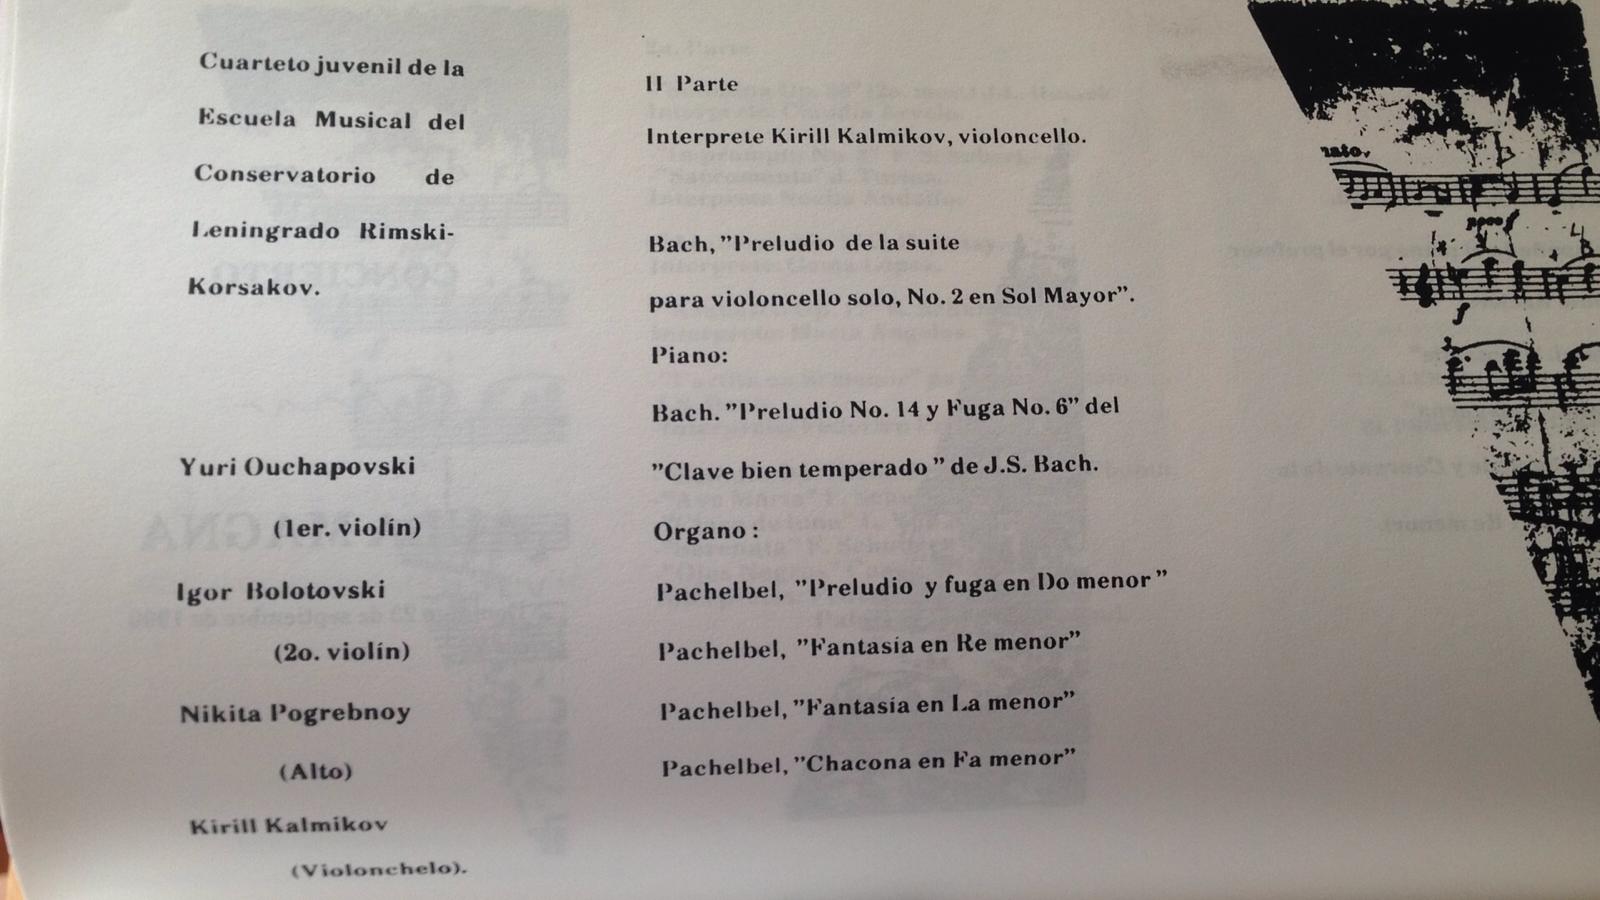 Cuarteto juvenil de la
Escuela Musical del
Conservatorio de
Leningrado Rimski-
Korsakov.
Yuri Ouchapovski
(1er. violín)
Igor Bolotovski
(2o. violín)
Nikita Pogrebnoy
(Alto)
Kirill Kalmikov
(Violonchelo).
II Parte
Interprete Kirill Kalmikov, violoncello.
Bach, "Preludio de la suite
para violoncello solo, No. 2 en Sol Mayor".
Piano:
Bach. "Preludio No. 14 y Fuga No. 6" del
"Clave bien temperado" de J.S. Bach.
Organo :
Pachelbel, "Preludio y fuga en Do menor"
Pachelbel, "Fantasía en Re menor"
Pachelbel, "Fantasía en La menor"
Pachelbel, "Chacona en Fa menor"
poco f
f